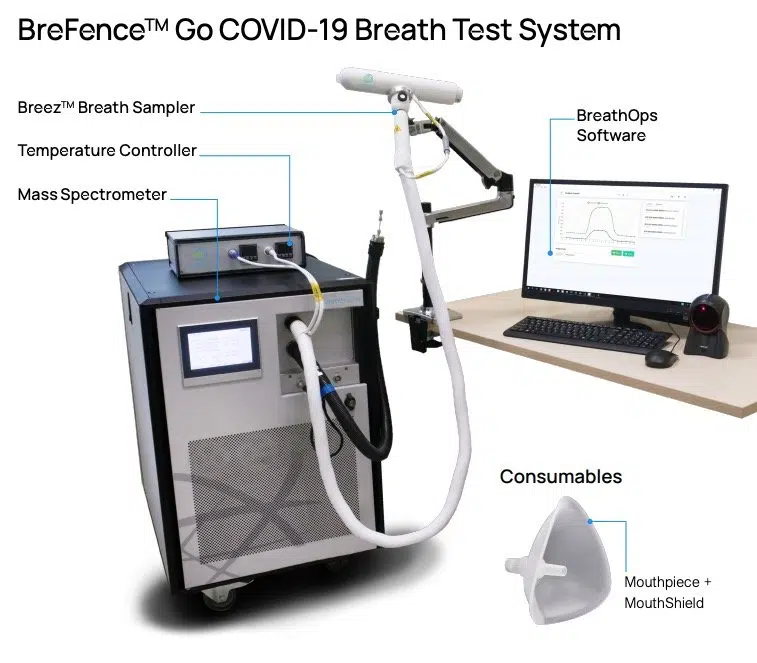 BreFence™ Go COVID-19 Breath Test System
Breez™ Breath Sampler
Temperature Controller
Mass Spectrometer
BreathOps
Software
Consumables
Mouthpiece +
MouthShield